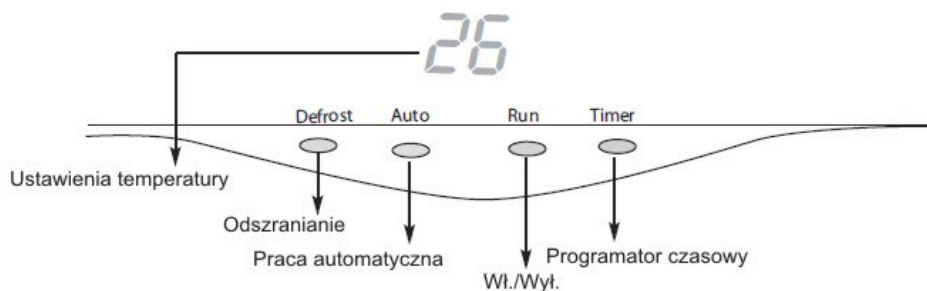 26
Defrost Auto Run Timer
Ustawienia temperatury
Odszranianie
Praca automatyczna
Programator czasowy
Wł./Wył.